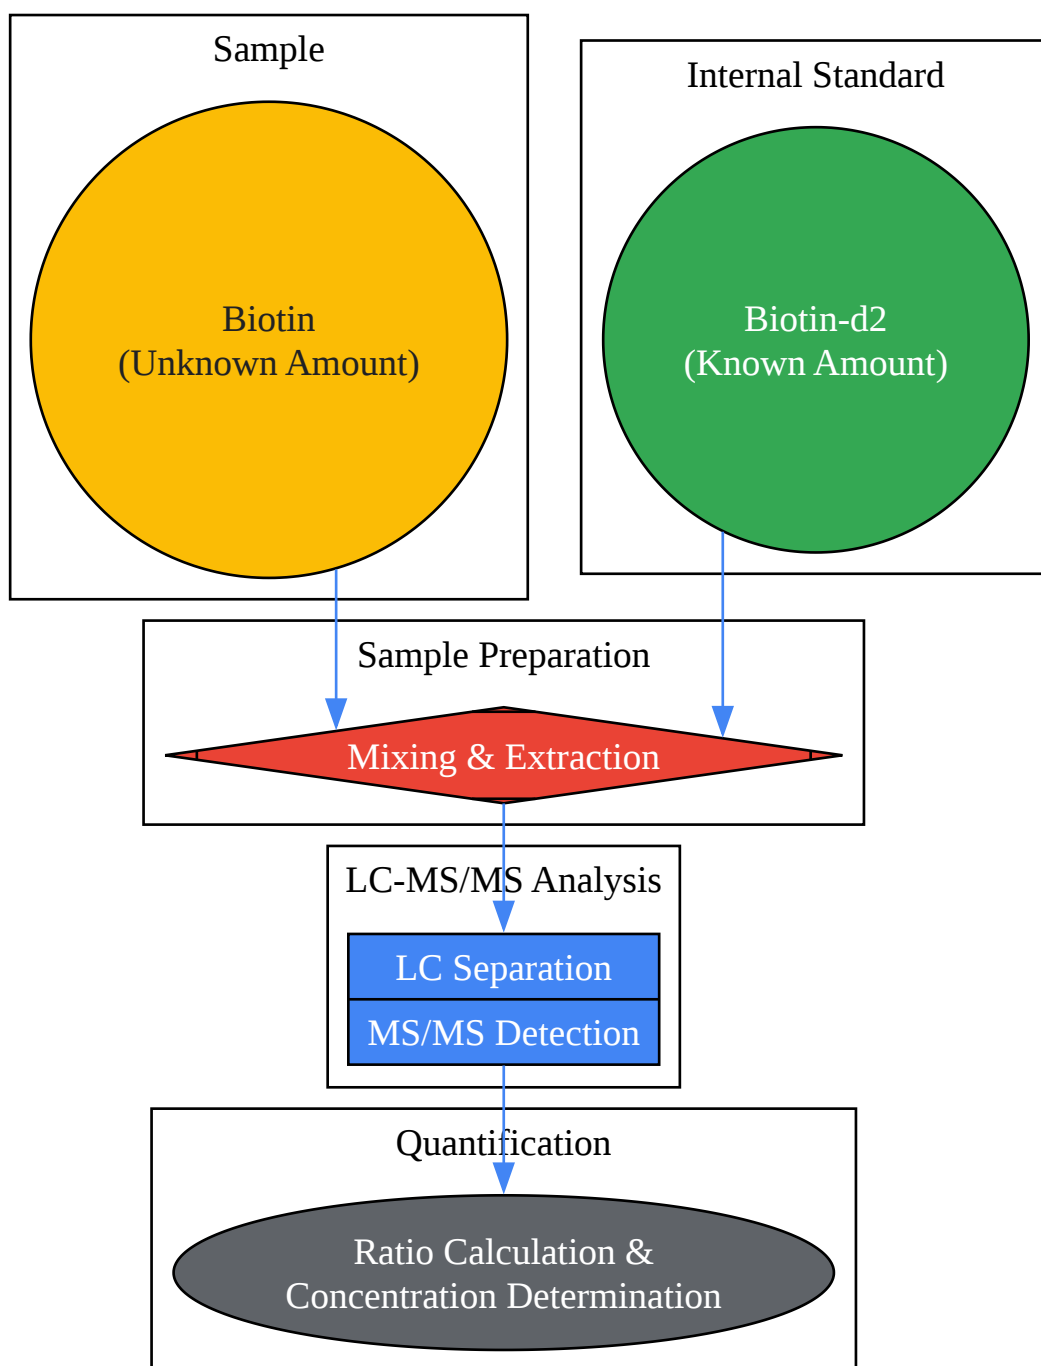 Sample
Internal Standard
Biotin
(Unknown Amount)
Biotin-d2
(Known Amount)
Sample Preparation
Mixing & Extraction
LC-MS/MS Analysis
LC Separation
MS/MS Detection
Quantification
Ratio Calculation &
Concentration Determination